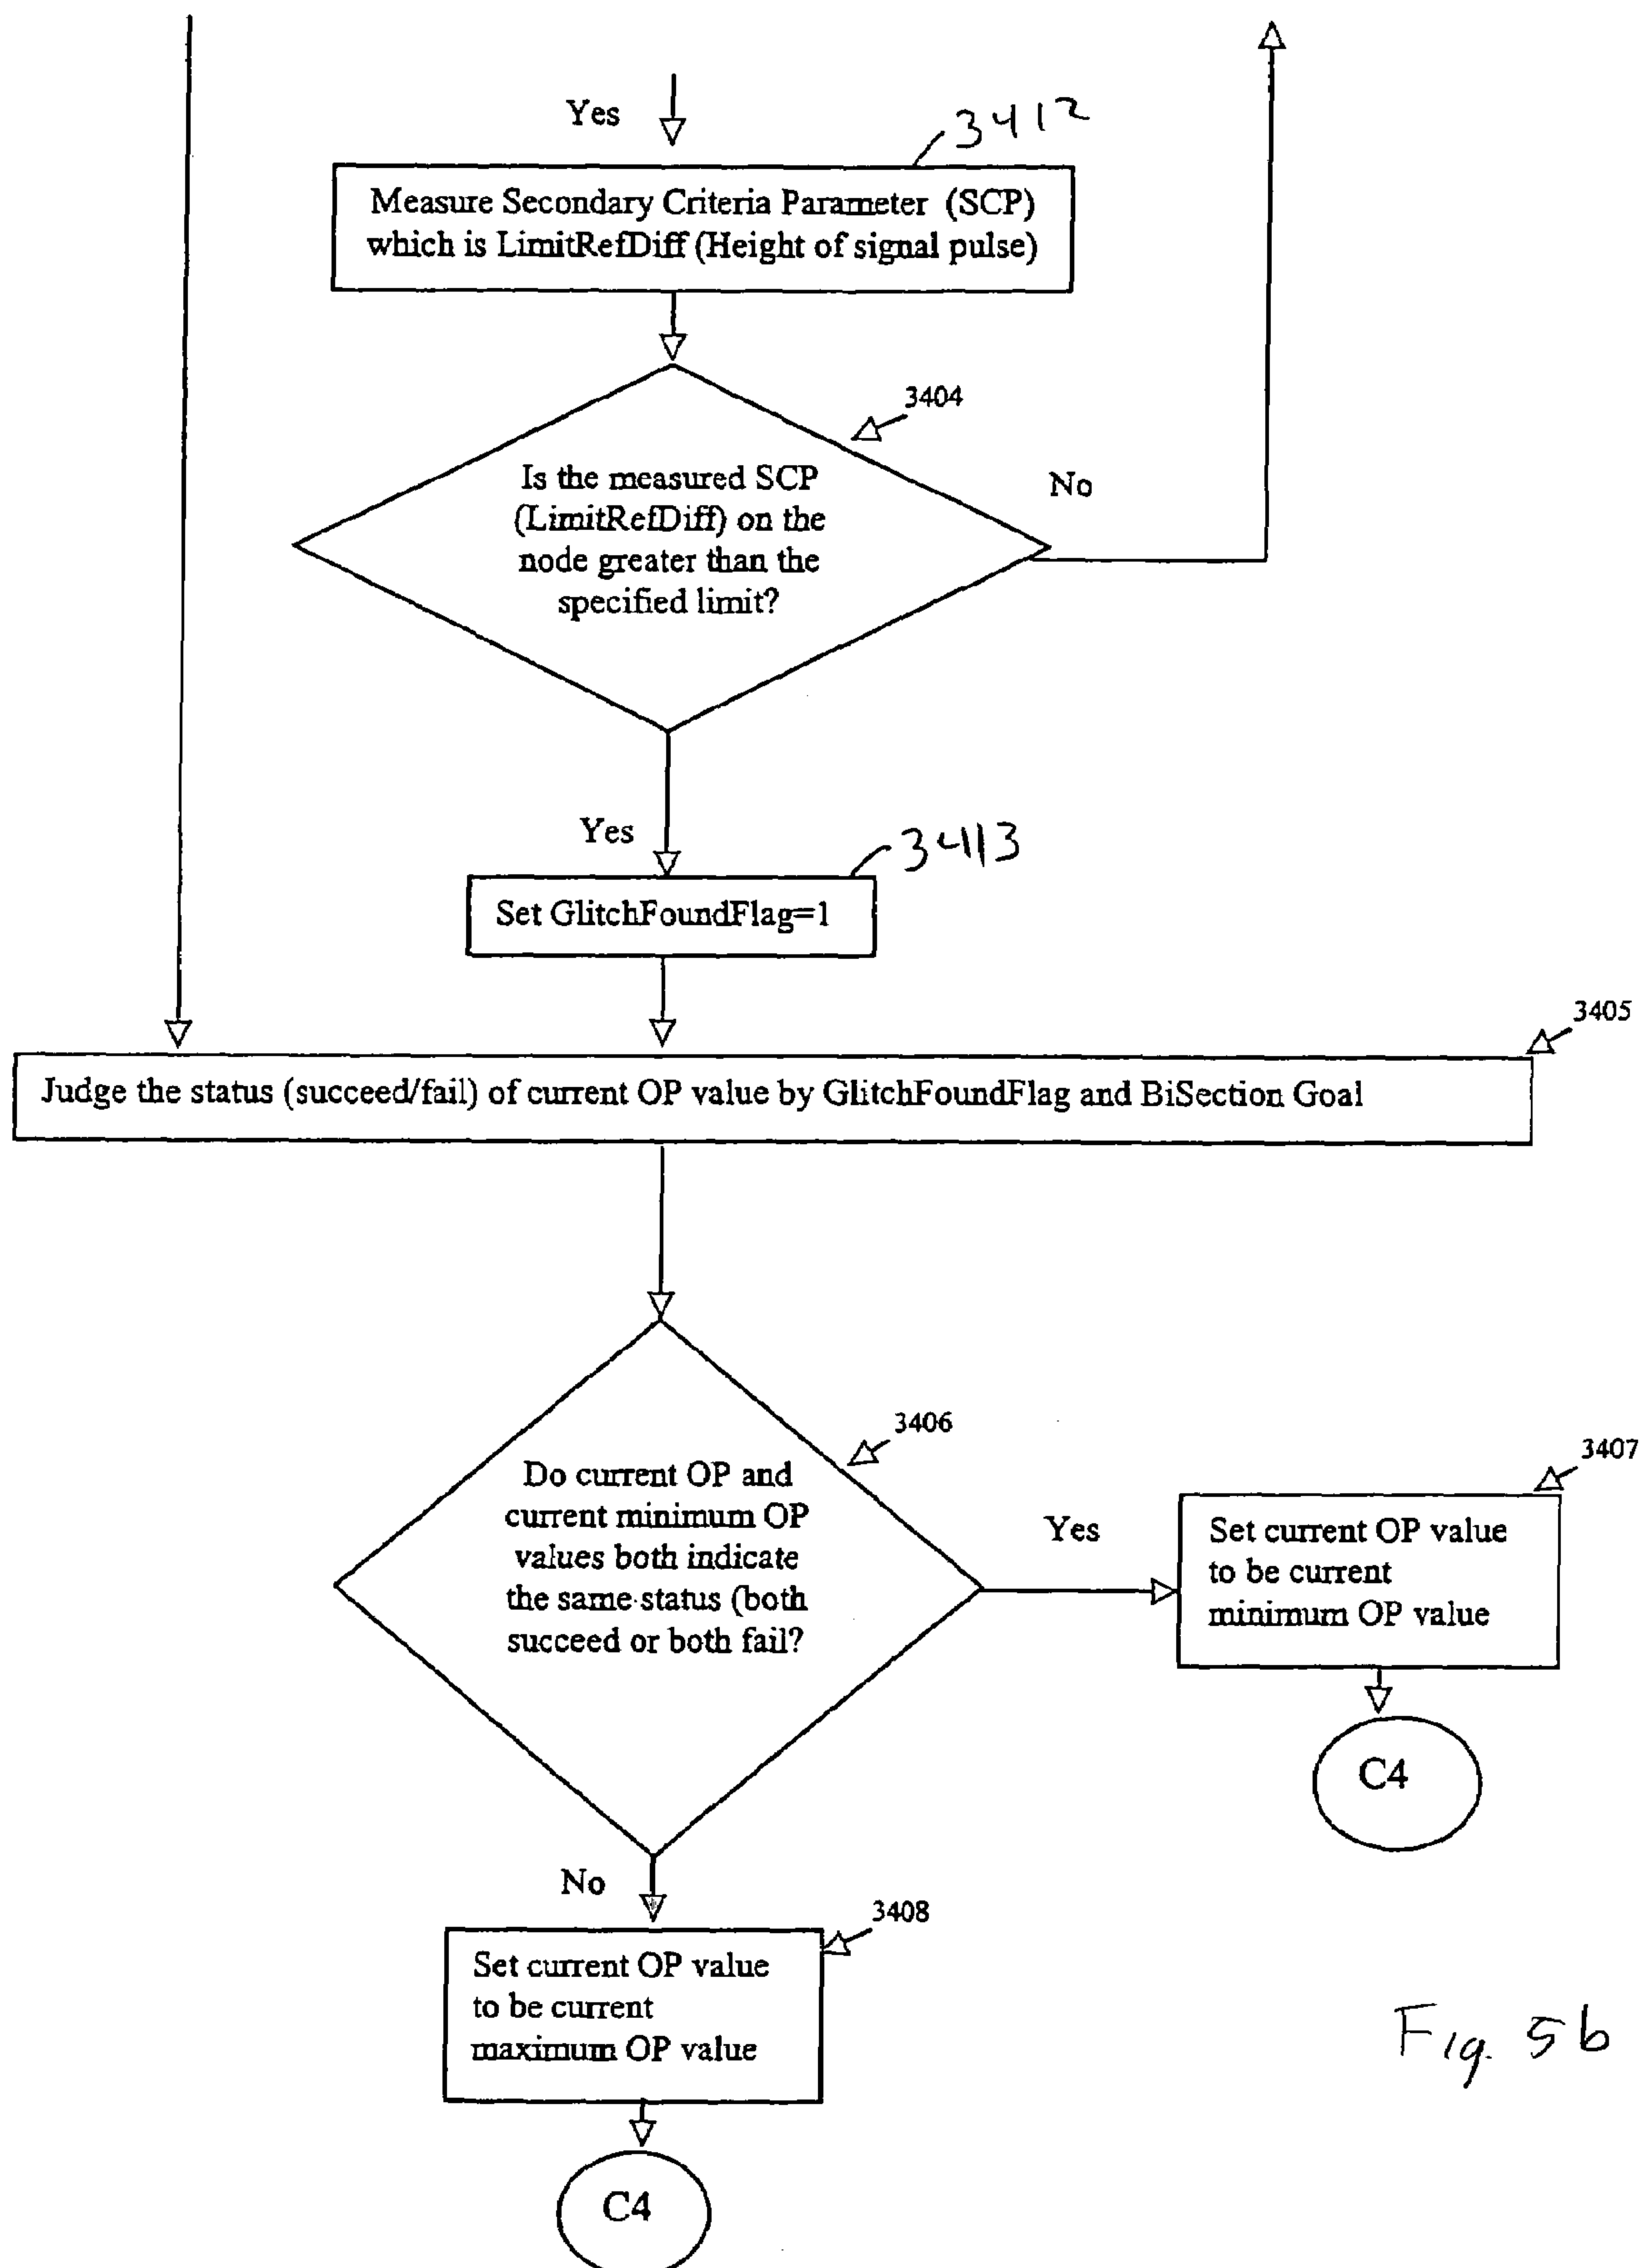 Yes
3412
Measure Secondary Criteria Parameter (SCP)
which is LimitRefDiff (Height of signal pulse)
3404
Is the measured SCP
(LimitRefDiff) on the
node greater than the
specified limit?
No
Yes
3413
Set GlitchFoundFlag=1
3405
Judge the status (succeed/fail) of current OP value by GlitchFoundFlag and BiSection Goal
3406
Do current OP and
current minimum OP
values both indicate
the same status (both
succeed or both fail?
Yes
3407
Set current OP value
to be current
minimum OP value
C4
No
3408
Set current OP value
to be current
maximum OP value
C4
Fig. 5b